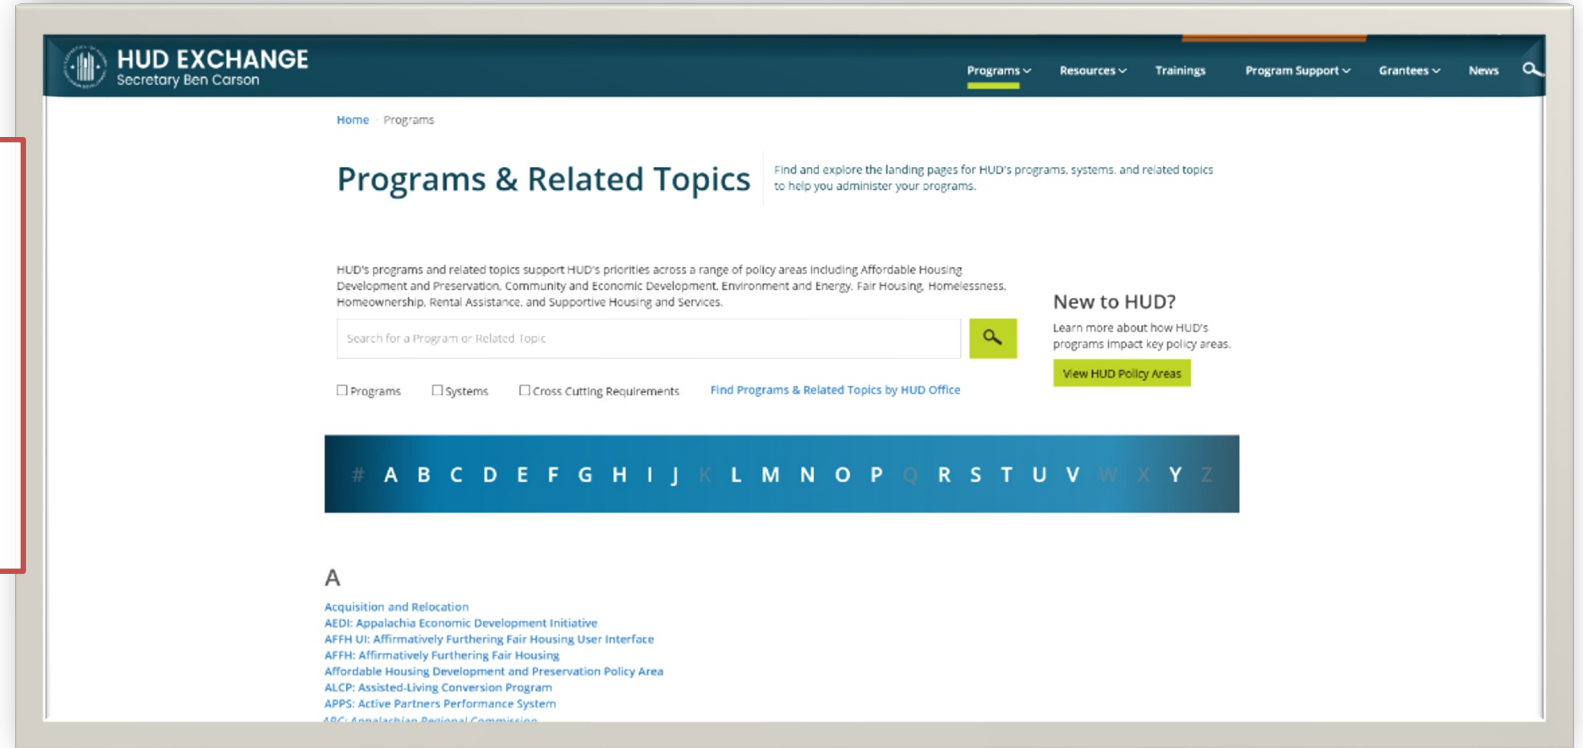 HUD EXCHANGE
Secretary Ben Carson
Programs
Resources
Trainings
Program Support
Grantees
News
Home Programs
Programs & Related Topics
Find and explore the landing pages for HUD's programs, systems, and related topics
to help you administer your programs.
HUD's programs and related topics support HUD's priorities across a range of policy areas including Affordable Housing
Development and Preservation, Community and Economic Development, Environment and Energy, Fair Housing, Homelessness,
Homeownership, Rental Assistance, and Supportive Housing and Services.
Search for a Program or Related Topic
Programs
Systems
Cross Cutting Requirements
Find Programs & Related Topics by HUD Office
New to HUD?
Learn more about how HUD's
programs impact key policy areas.
View HUD Policy Areas
# A B C D E F G H I J K L M N O P Q R S T U V W X Y Z
A
Acquisition and Relocation
AEDI: Appalachia Economic Development Initiative
AFFH UI: Affirmatively Furthering Fair Housing User Interface
AFFH: Affirmatively Furthering Fair Housing
Affordable Housing Development and Preservation Policy Area
ALCP: Assisted-Living Conversion Program
APPS: Active Partners Performance System
ARC: Appalachian Regional Commission